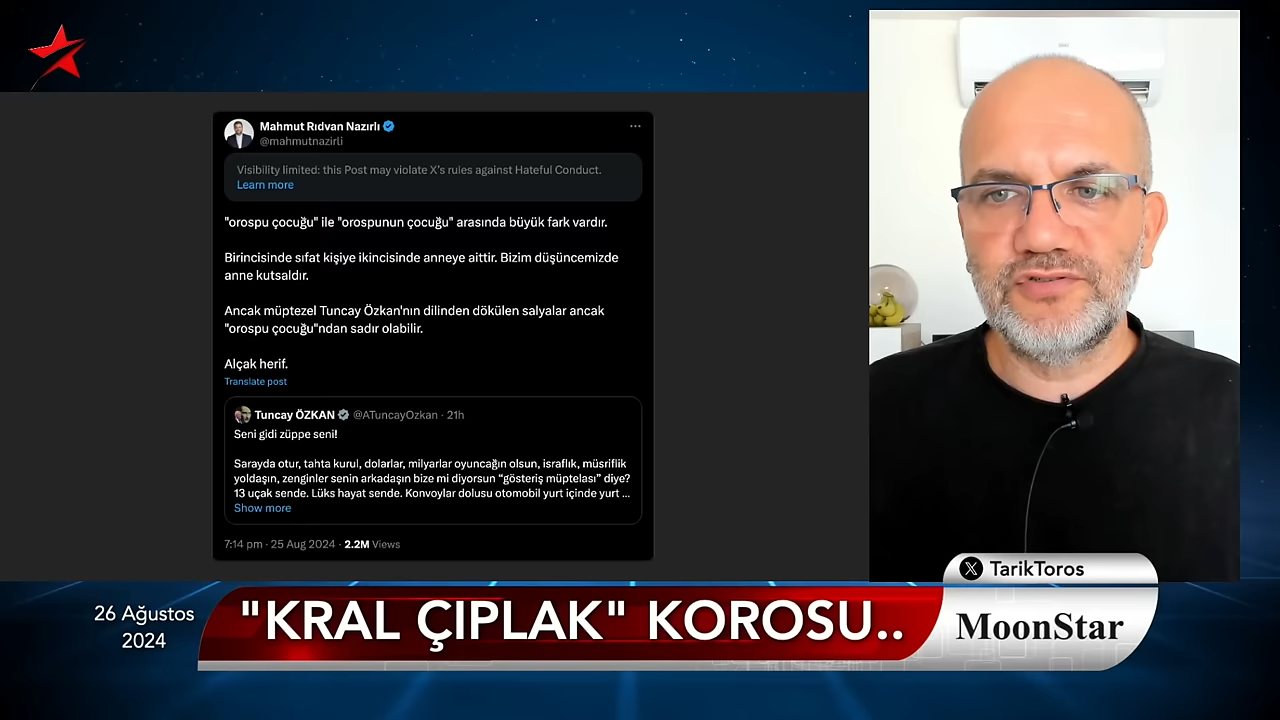 Mahmut Rıdvan Nazırlı
@mahmutnazirli
Visibility limited: this Post may violate X's rules against Hateful Conduct.
Learn more
"orospu çocuğu" ile "orospunun çocuğu" arasında büyük fark vardır.
Birincisinde sıfat kişiye ikincisinde anneye aittir. Bizim düşüncemizde
anne kutsaldır.
Ancak müptezel Tuncay Özkan'nın dilinden dökülen salyalar ancak
"orospu çocuğu"ndan sadır olabilir.
Alçak herif.
Translate post
Tuncay ÖZKAN @ATuncayOzkan · 21h
Seni gidi züppe seni!
Sarayda otur, tahta kurul, dolarlar, milyarlar oyuncağın olsun, israflık, müsriflik
yoldaşın, zenginler senin arkadaşın bize mi diyorsun “gösteriş müptelası” diye?
13 uçak sende. Lüks hayat sende. Konvoylar dolusu otomobil yurt içinde yurt ...
Show more
7:14 pm · 25 Aug 2024 · 2.2M Views
TarikToros
26 Ağustos
2024
"KRAL ÇIPLAK" KOROSU..
MoonStar